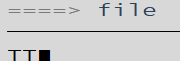 ====> file
TT